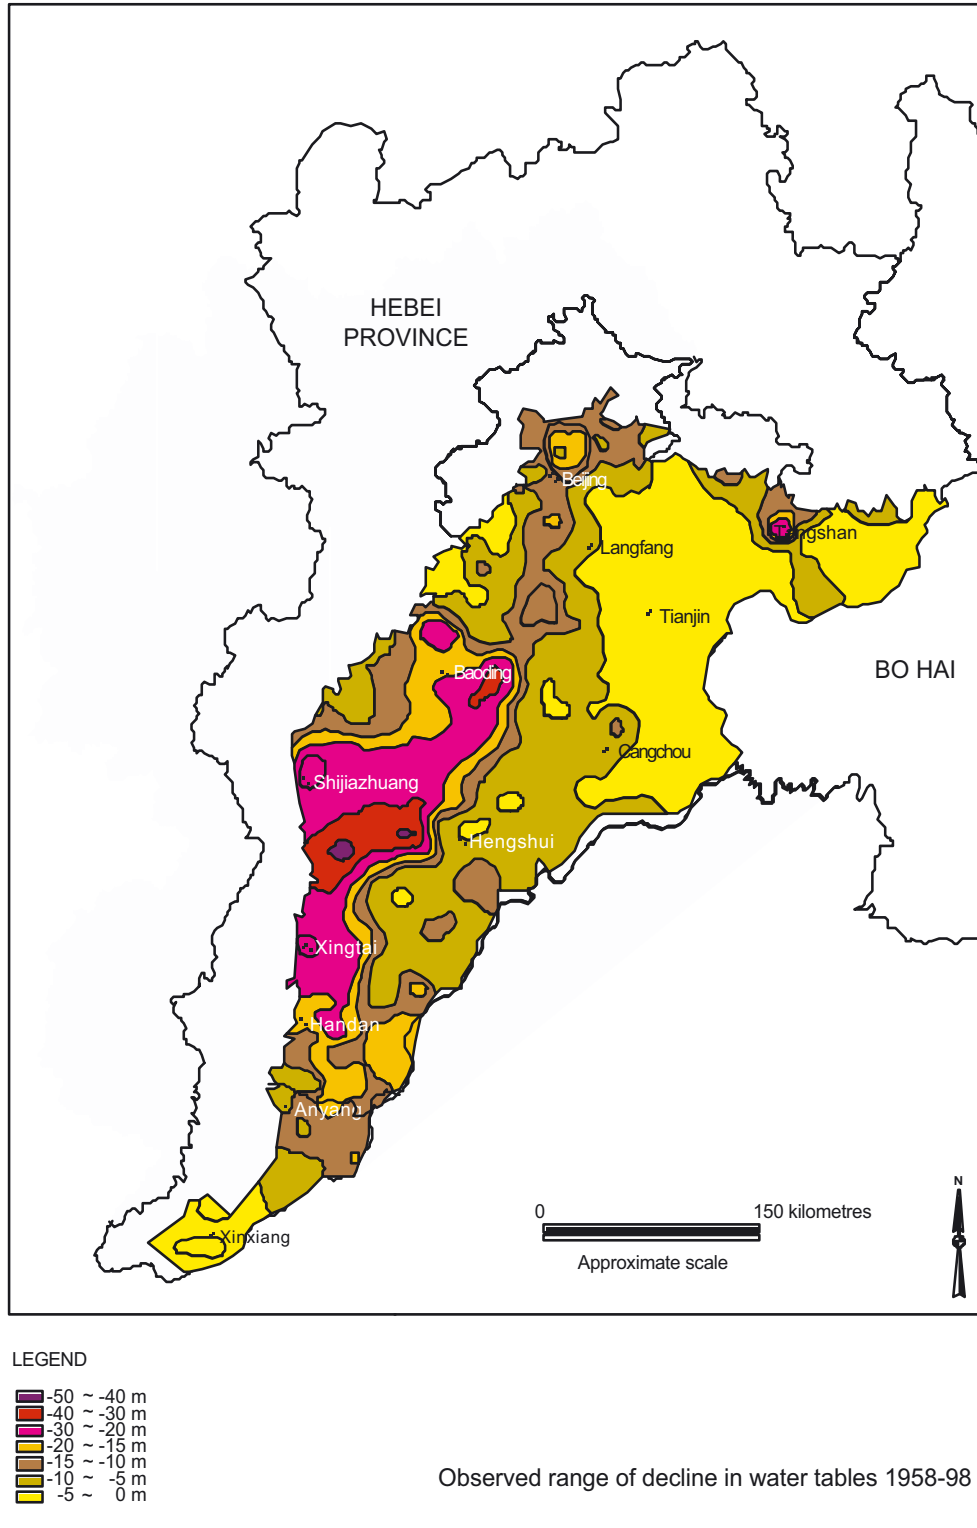 HEBEI
PROVINCE
Beijing
Tangshan
Langfang
Tianjin
BO HAI
Baoding
Cangchou
Shijiazhuang
Hengshui
Xingtai
Handan
Anyang
Xinxiang
N
0 150 kilometres
Approximate scale
LEGEND
-50 ~ -40 m
-40 ~ -30 m
-30 ~ -20 m
-20 ~ -15 m
-15 ~ -10 m
-10 ~ -5 m
-5 ~ 0 m
Observed range of decline in water tables 1958-98